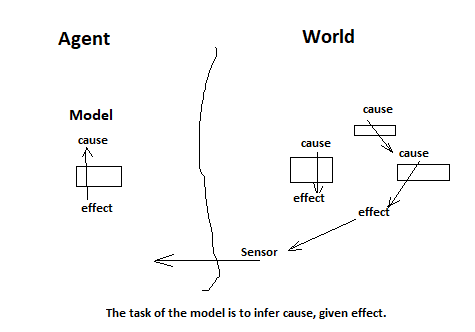 Agent
World
Model
cause
effect
cause
cause
cause
effect
effect
Sensor
The task of the model is to infer cause, given effect.